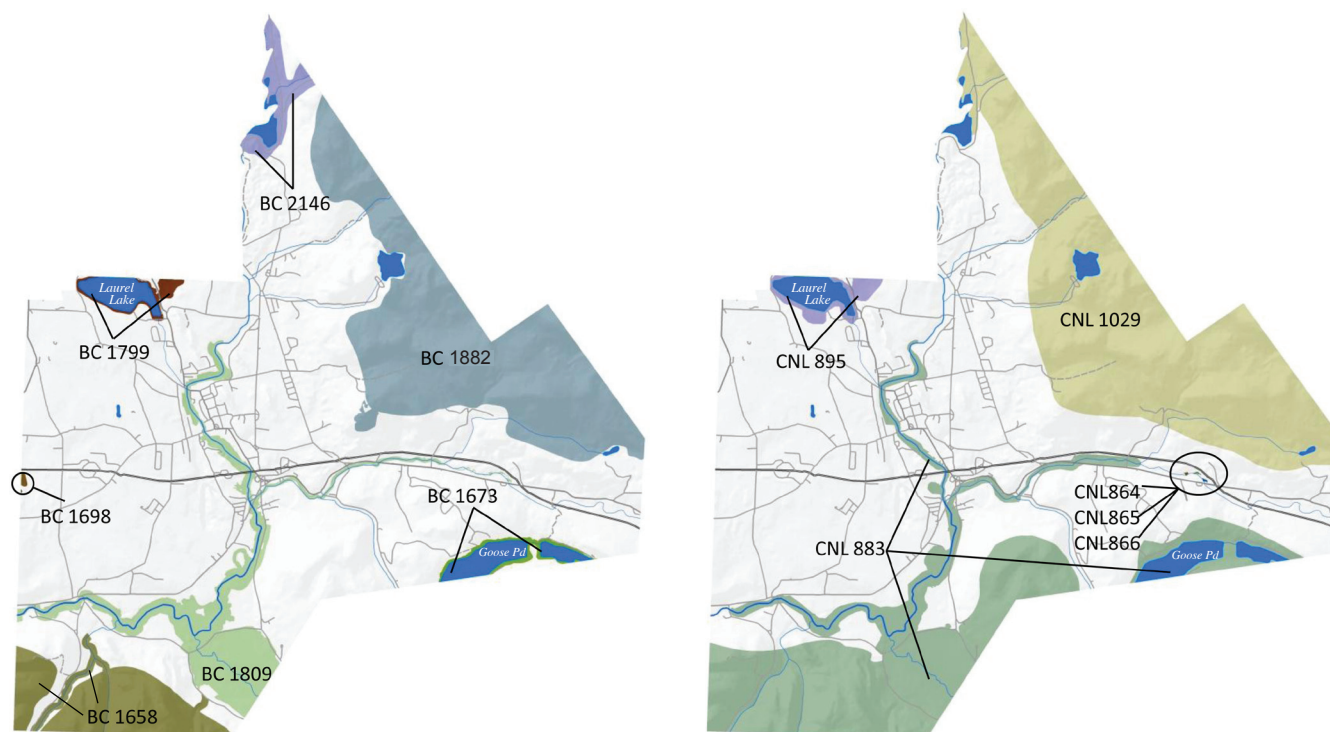 BC 2146
Laurel
Lake
BC 1799
BC 1882
BC 1698
BC 1673
Goose Pd
BC 1809
BC 1658
Laurel
Lake
CNL 895
CNL 1029
CNL864
CNL865
CNL866
CNL 883
Goose Pd